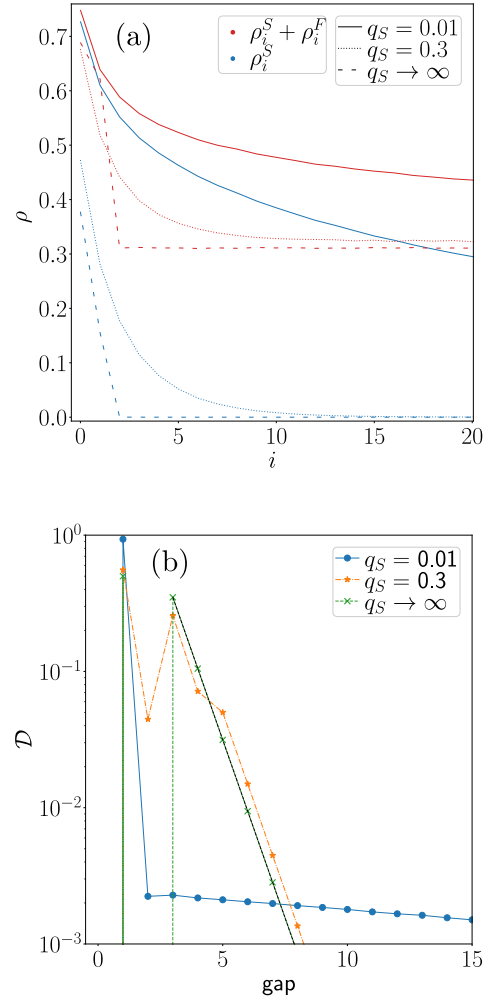 (a)
ρ_i^S + ρ_i^F
ρ_i^S
q_S = 0.01
q_S = 0.3
q_S → ∞
0.7
0.6
0.5
0.4
0.3
0.2
0.1
0.0
ρ
0 5 10 15 20
i
(b)
q_S = 0.01
q_S = 0.3
q_S → ∞
10^0
10^−1
10^−2
10^−3
𝒟
0 5 10 15
gap